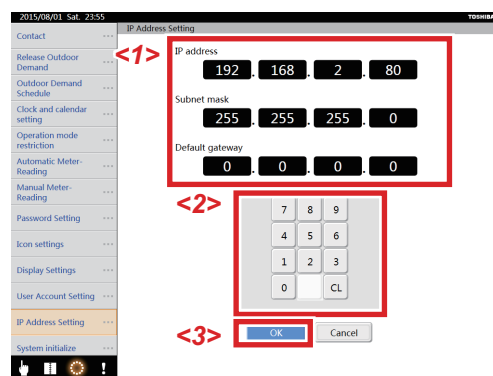 2015/08/01 Sat. 23:55
TOSHIBA
IP Address Setting
Contact
Release Outdoor
Demand
Outdoor Demand
Schedule
Clock and calendar
setting
Operation mode
restriction
Automatic Meter-
Reading
Manual Meter-
Reading
Password Setting
Icon settings
Display Settings
User Account Setting
IP Address Setting
System initialize
<1>
IP address
192 . 168 . 2 . 80
Subnet mask
255 . 255 . 255 . 0
Default gateway
0 . 0 . 0 . 0
<2>
7 8 9
4 5 6
1 2 3
0 CL
<3>
OK Cancel